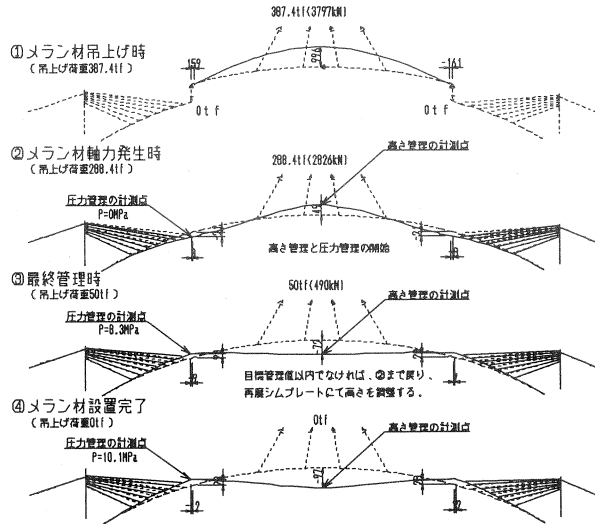 387.4tf(3797kN)
①メラン材吊上げ時
(吊上げ荷重387.4tf)
159
996
-161
0tf
0tf
②メラン材軸力発生時
(吊上げ荷重288.4tf)
288.4tf(2826kN)
高さ管理の計測点
圧力管理の計測点
P=0MPa
高さ管理と圧力管理の開始
③最終管理時
(吊上げ荷重50tf)
50tf(490kN)
高さ管理の計測点
圧力管理の計測点
P=8.3MPa
目標管理値以内でなければ、②まで戻り、
再度シムプレートにて高さを調整する。
④メラン材設置完了
(吊上げ荷重0tf)
0tf
高さ管理の計測点
圧力管理の計測点
P=10.1MPa